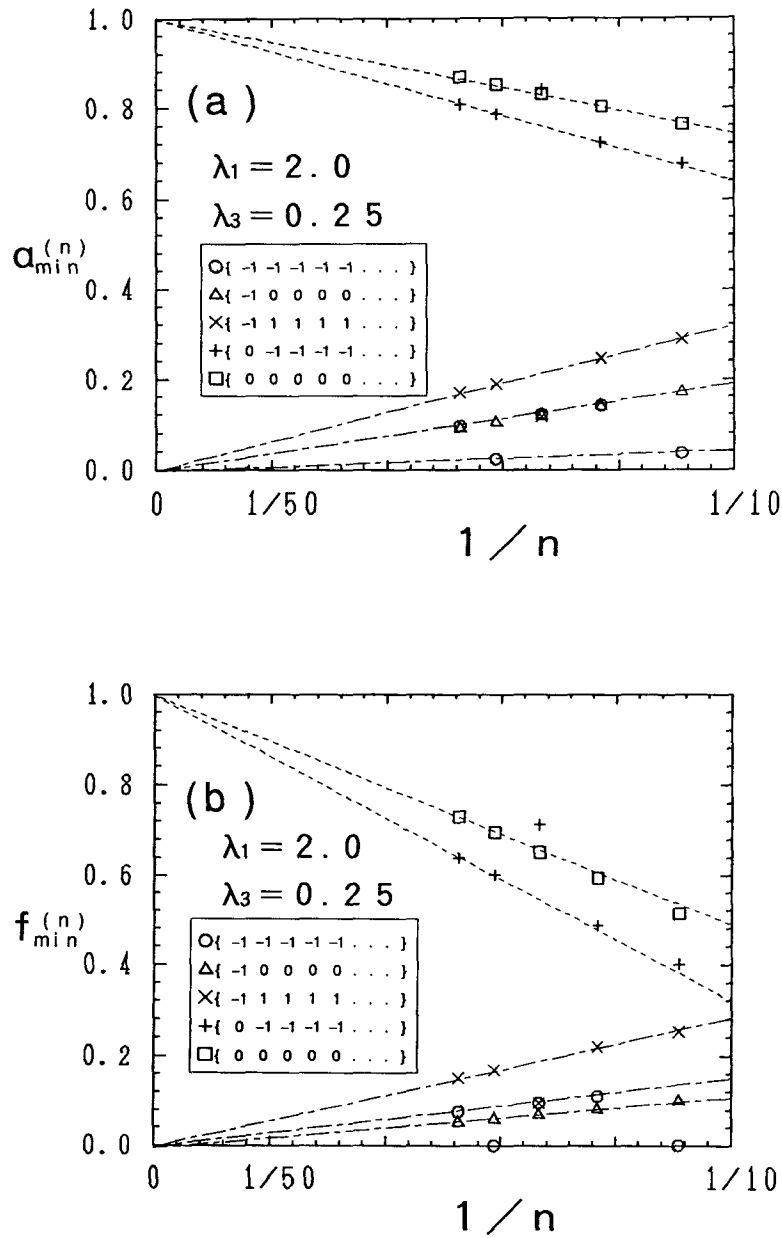 1.0
(a)
0.8
λ1 = 2.0
0.6
λ3 = 0.25
a(n)min
○{ -1 -1 -1 -1 -1 . . . }
0.4
△{ -1 0 0 0 0 . . . }
×{ -1 1 1 1 1 . . . }
+{ 0 -1 -1 -1 -1 . . . }
0.2
□{ 0 0 0 0 0 . . . }
0.0
0 1/50 1/10
1/n
1.0
(b)
0.8
λ1 = 2.0
0.6
λ3 = 0.25
f(n)min
○{ -1 -1 -1 -1 -1 . . . }
0.4
△{ -1 0 0 0 0 . . . }
×{ -1 1 1 1 1 . . . }
+{ 0 -1 -1 -1 -1 . . . }
0.2
□{ 0 0 0 0 0 . . . }
0.0
0 1/50 1/10
1/n